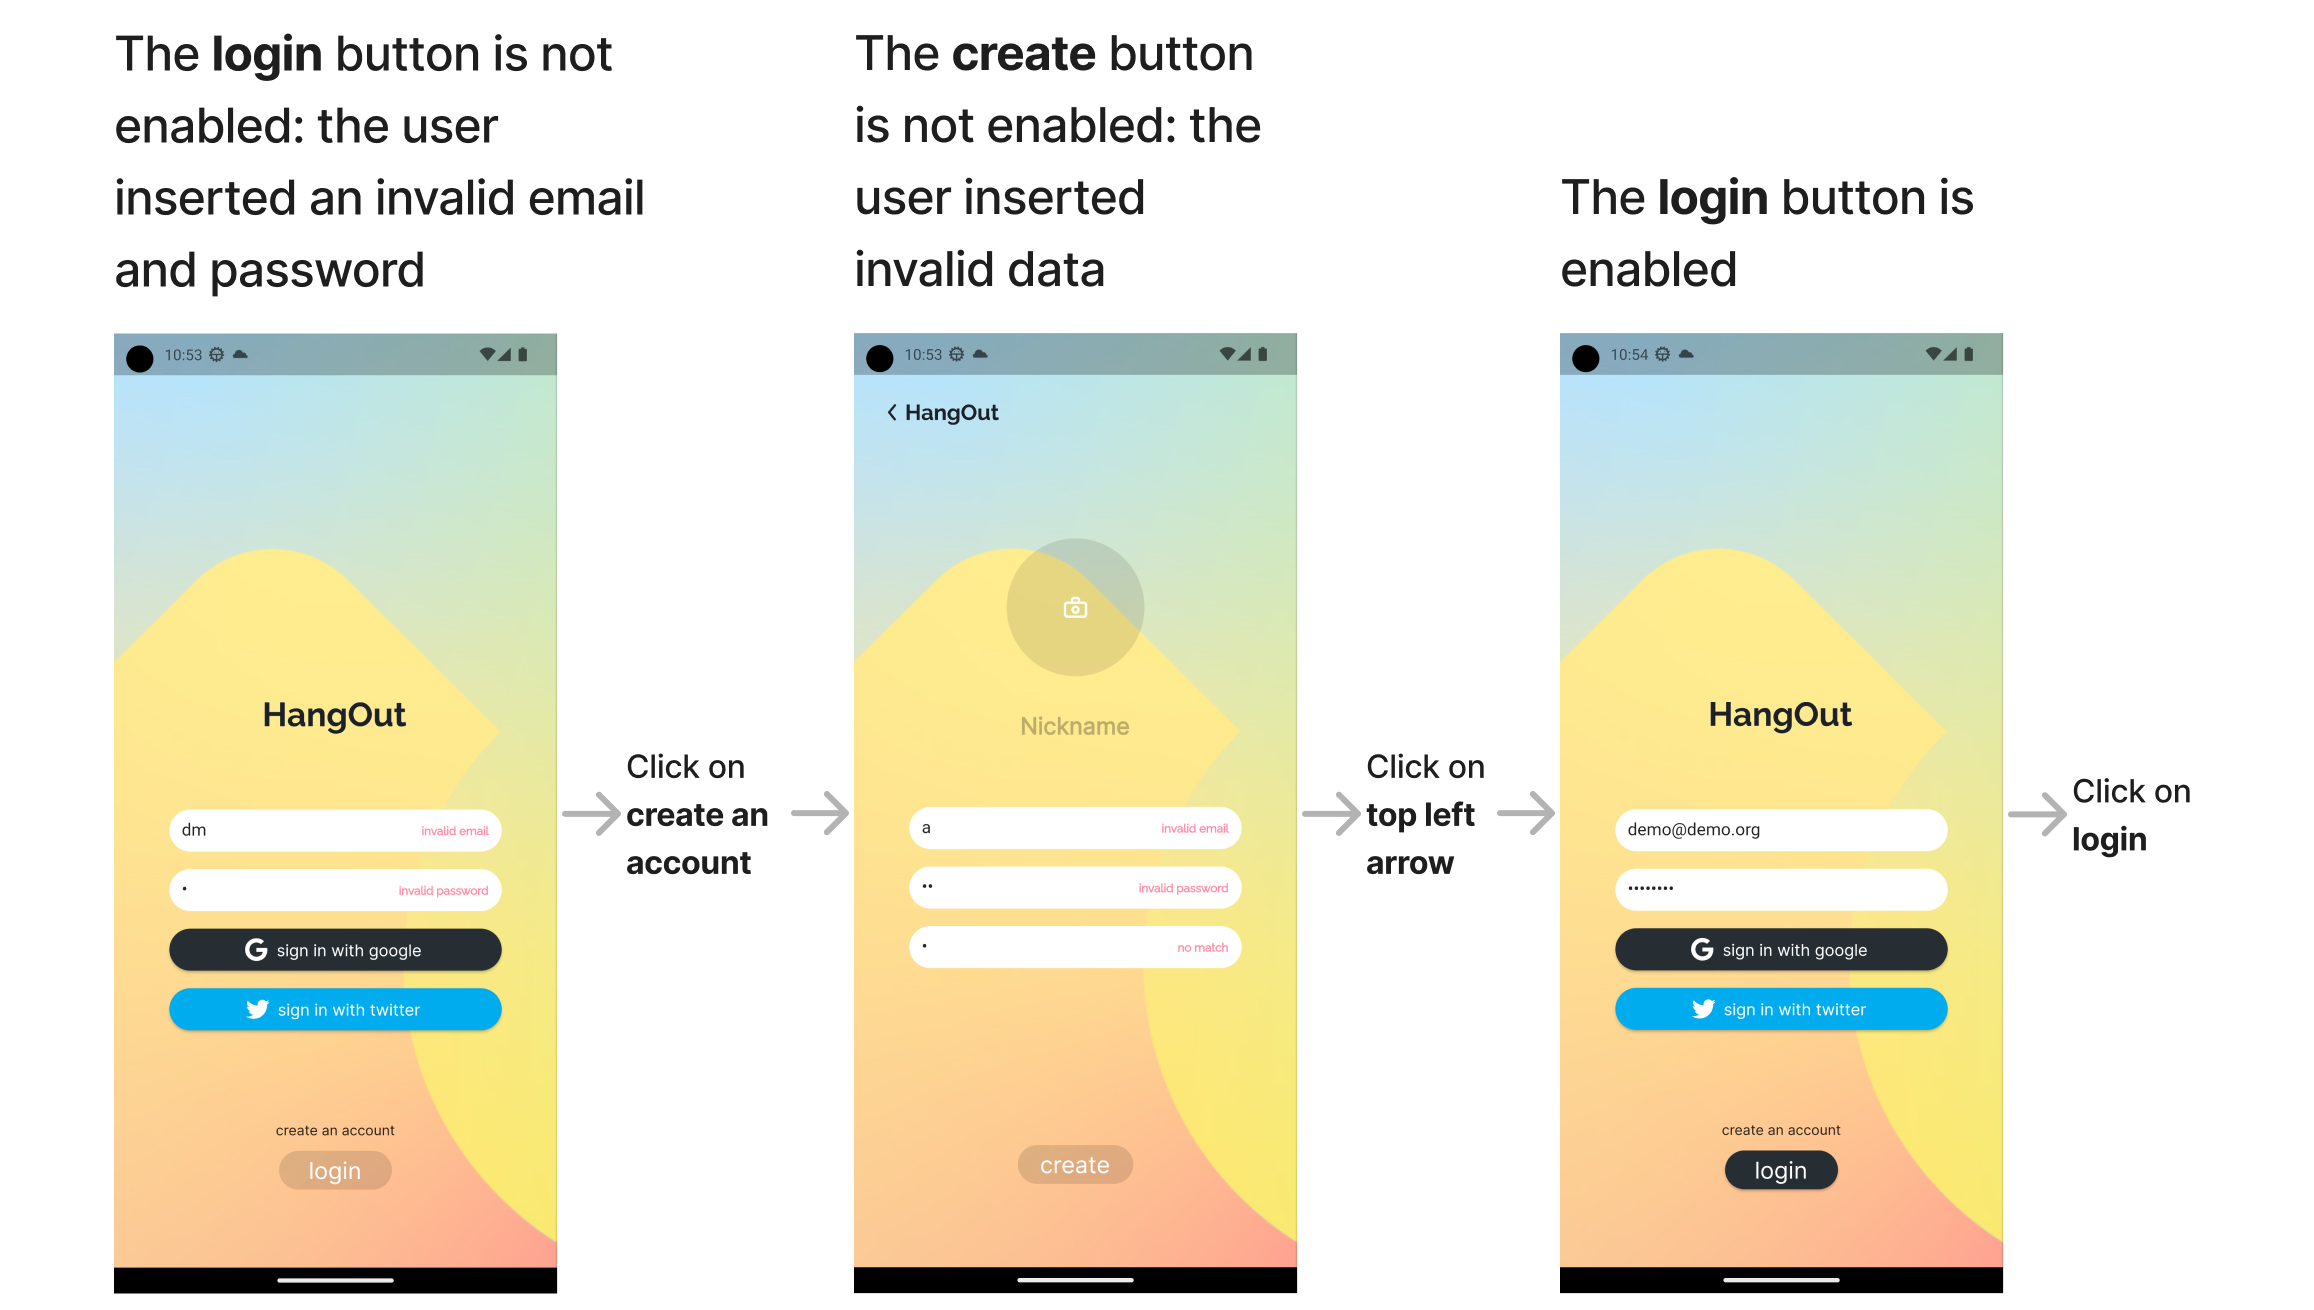 The login button is not
enabled: the user
inserted an invalid email
and password
10:53
HangOut
dm
invalid email
•
invalid password
sign in with google
sign in with twitter
create an account
login
Click on
create an
account
The create button
is not enabled: the
user inserted
invalid data
10:53
HangOut
Nickname
a
invalid email
••
invalid password
•
no match
create
Click on
top left
arrow
The login button is
enabled
10:54
HangOut
demo@demo.org
••••••••
sign in with google
sign in with twitter
create an account
login
Click on
login